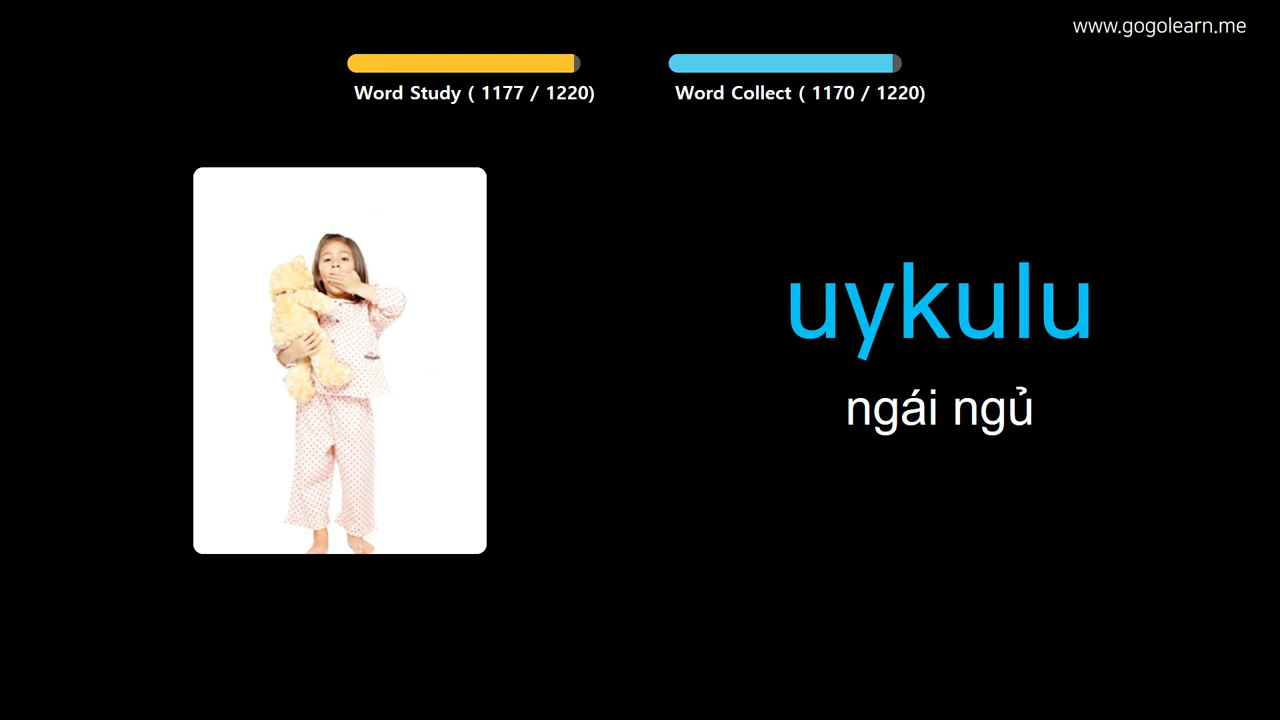 www.gogolearn.me
Word Study ( 1177 / 1220)
Word Collect ( 1170 / 1220)
uykulu
ngái ngủ